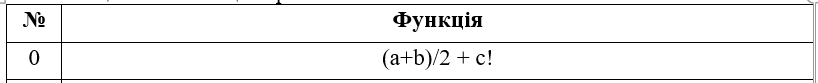 № Функція
0 (a+b)/2 + c!